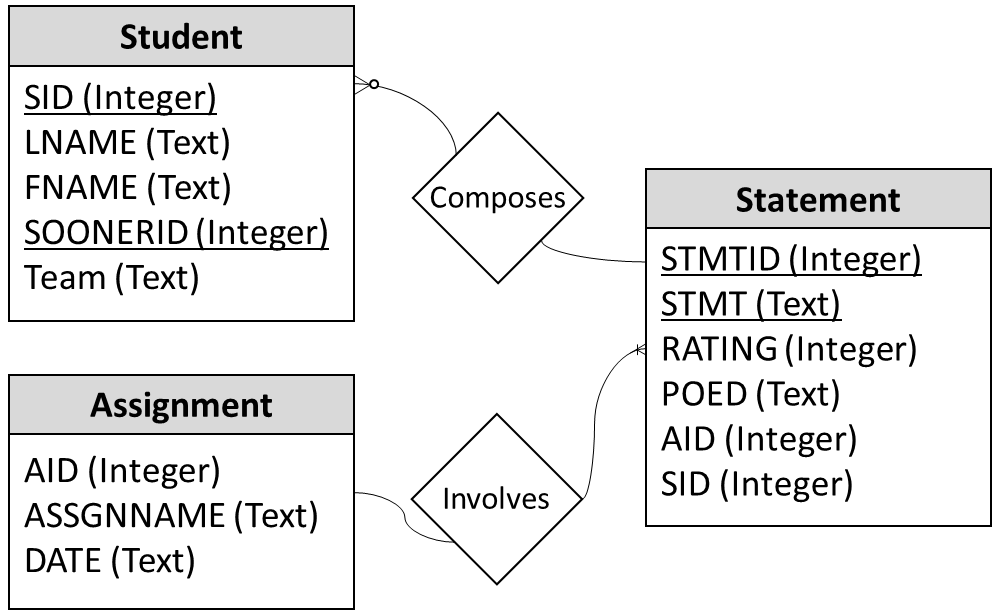 Student
SID (Integer)
LNAME (Text)
FNAME (Text)
SOONERID (Integer)
Team (Text)
Composes
Statement
STMTID (Integer)
STMT (Text)
RATING (Integer)
POED (Text)
AID (Integer)
SID (Integer)
Assignment
AID (Integer)
ASSGNNAME (Text)
DATE (Text)
Involves